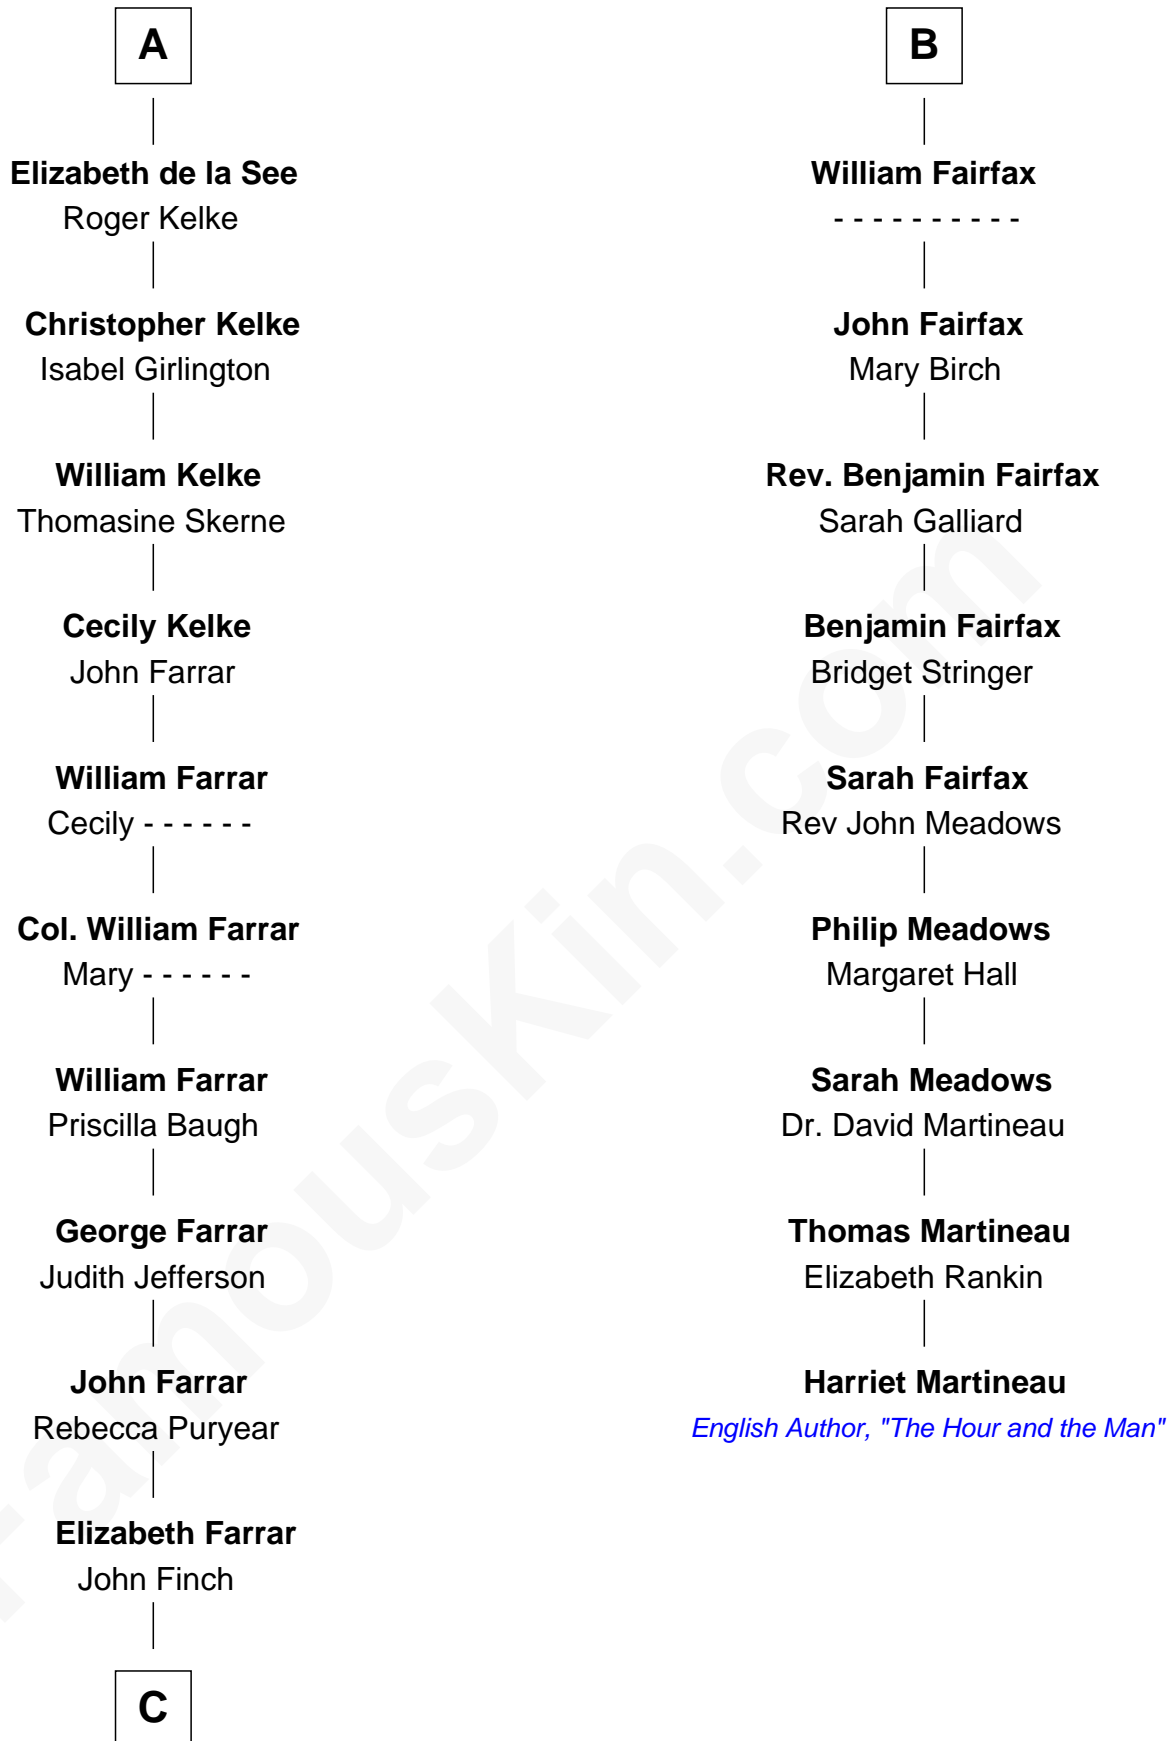 A
Elizabeth de la See
Roger Kelke
Christopher Kelke
Isabel Girlington
William Kelke
Thomasine Skerne
Cecily Kelke
John Farrar
William Farrar
Cecily - - - - - -
Col. William Farrar
Mary - - - - - -
William Farrar
Priscilla Baugh
George Farrar
Judith Jefferson
John Farrar
Rebecca Puryear
Elizabeth Farrar
John Finch
C
B
William Fairfax
- - - - - - - - - -
John Fairfax
Mary Birch
Rev. Benjamin Fairfax
Sarah Galliard
Benjamin Fairfax
Bridget Stringer
Sarah Fairfax
Rev John Meadows
Philip Meadows
Margaret Hall
Sarah Meadows
Dr. David Martineau
Thomas Martineau
Elizabeth Rankin
Harriet Martineau
English Author, "The Hour and the Man"
FamousKin.com